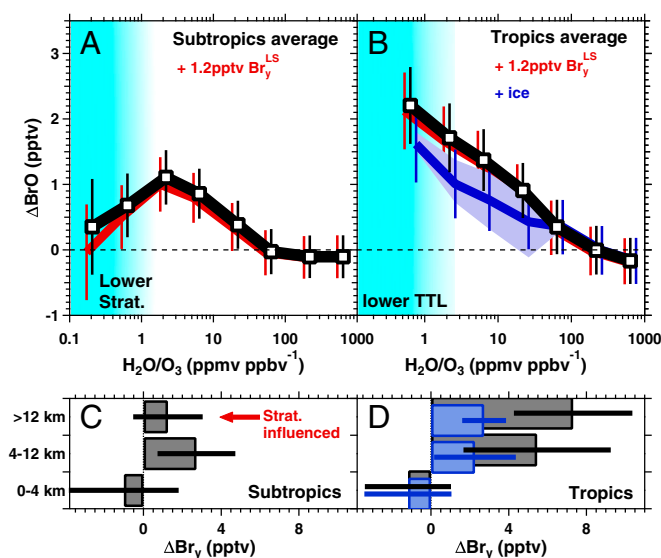 A
Subtropics average
+ 1.2pptv Br_y^LS
B
Tropics average
+ 1.2pptv Br_y^LS
+ ice
ΔBrO (pptv)
3
2
1
0
-1
Lower
Strat.
lower TTL
0.1 1 10 100 1000
1 10 100 1000
H₂O/O₃ (ppmv ppbv⁻¹)
H₂O/O₃ (ppmv ppbv⁻¹)
C
>12 km
4-12 km
0-4 km
Strat.
influenced
Subtropics
D
Tropics
0 4 8
0 4 8
ΔBr_y (pptv)
ΔBr_y (pptv)